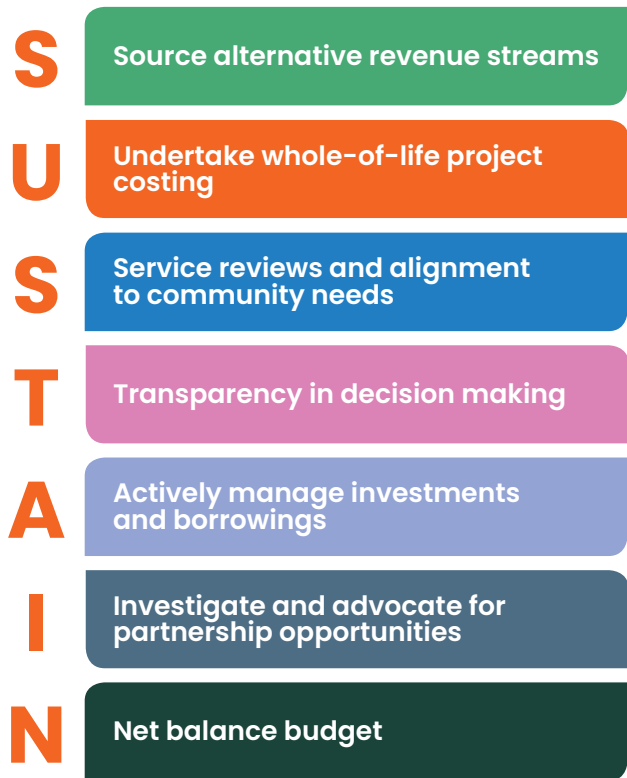 S
Source alternative revenue streams
U
Undertake whole-of-life project
costing
S
Service reviews and alignment
to community needs
T
Transparency in decision making
A
Actively manage investments
and borrowings
I
Investigate and advocate for
partnership opportunities
N
Net balance budget